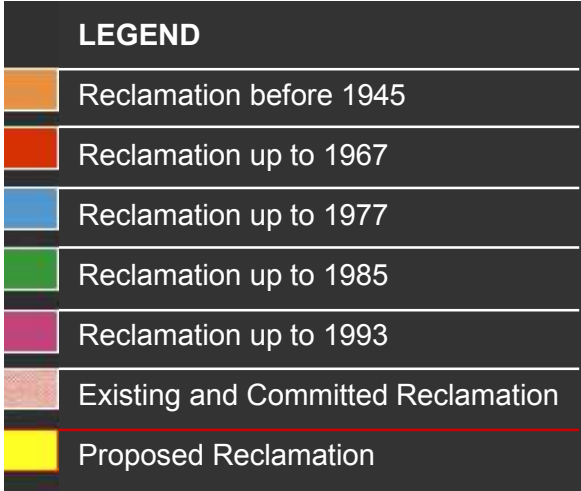 LEGEND
Reclamation before 1945
Reclamation up to 1967
Reclamation up to 1977
Reclamation up to 1985
Reclamation up to 1993
Existing and Committed Reclamation
Proposed Reclamation